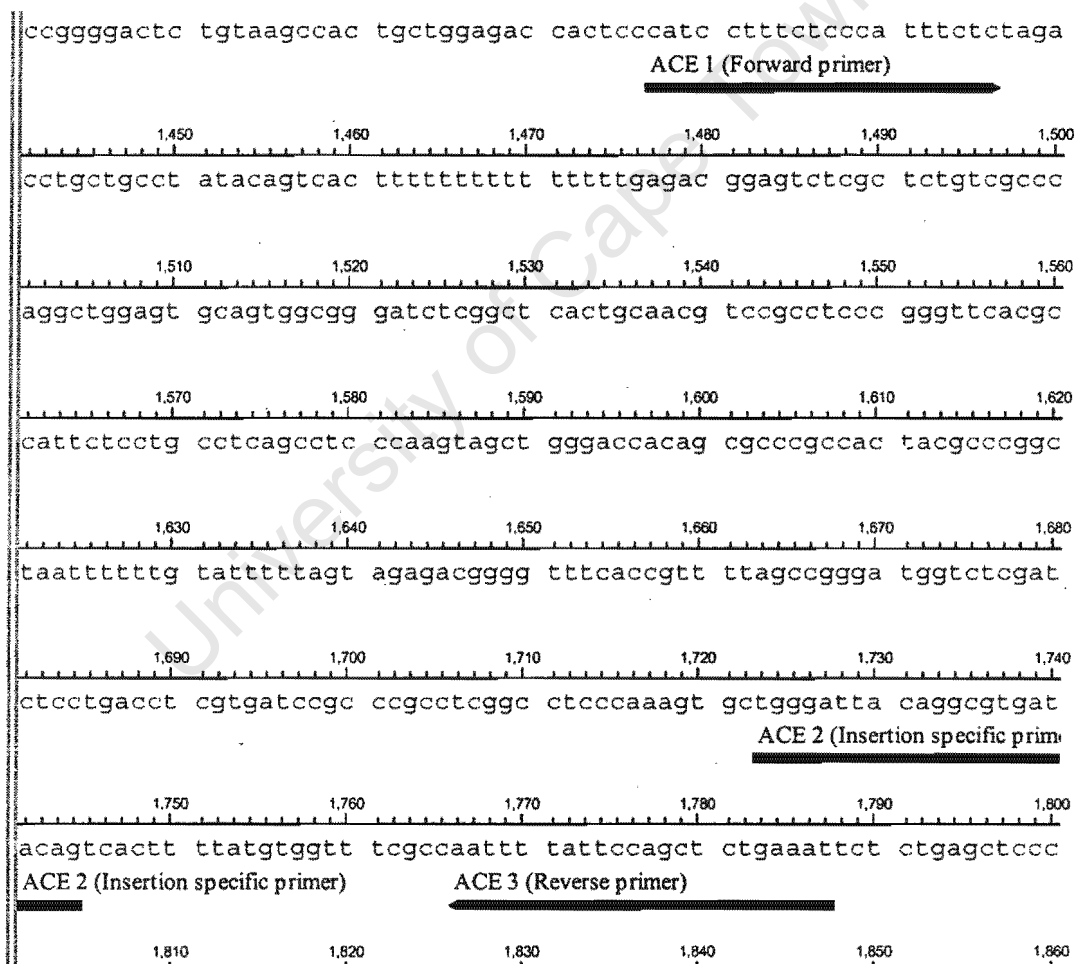 ccggggactc tgtaagccac tgctggagac cactcccatc ctttctccca tttctctaga
ACE 1 (Forward primer)
1,450 1,460 1,470 1,480 1,490 1,500
cctgctgcct atacagtcac tttttttttt tttttgagac ggagtctcgc tctgtcgccc
1,510 1,520 1,530 1,540 1,550 1,560
aggctggagt gcagtggcgg gatctcggct cactgcaacg tccgcctccc gggttcacgc
1,570 1,580 1,590 1,600 1,610 1,620
cattctcctg cctcagcctc ccaagtagct gggaccacag cgcccgccac tacgcccggc
1,630 1,640 1,650 1,660 1,670 1,680
taattttttg tatttttagt agagacgggg tttcaccgtt ttagccggga tggtctcgat
1,690 1,700 1,710 1,720 1,730 1,740
ctcctgacct cgtgatccgc ccgcctcggc ctcccaaagt gctgggatta caggcgtgat
ACE 2 (Insertion specific prime
1,750 1,760 1,770 1,780 1,790 1,800
acagtcactt ttatgtggtt tcgccaattt tattccagct ctgaaattct ctgagctccc
ACE 2 (Insertion specific primer) ACE 3 (Reverse primer)
1,810 1,820 1,830 1,840 1,850 1,860
University of Cape Town